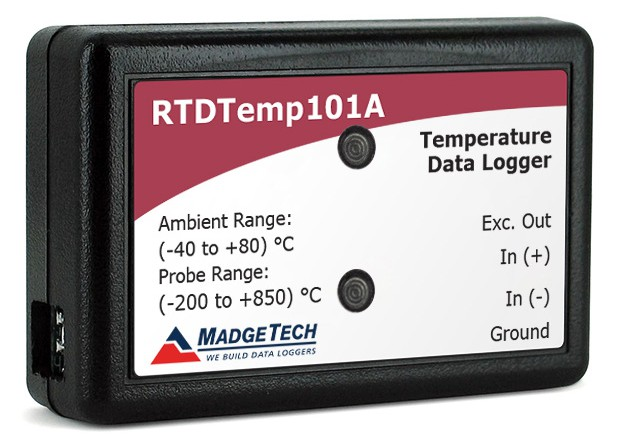 RTDTemp101A
Temperature
Data Logger
Ambient Range:
(-40 to +80) °C
Probe Range:
(-200 to +850) °C
Exc. Out
In (+)
In (-)
Ground
MADGETECH
WE BUILD DATA LOGGERS